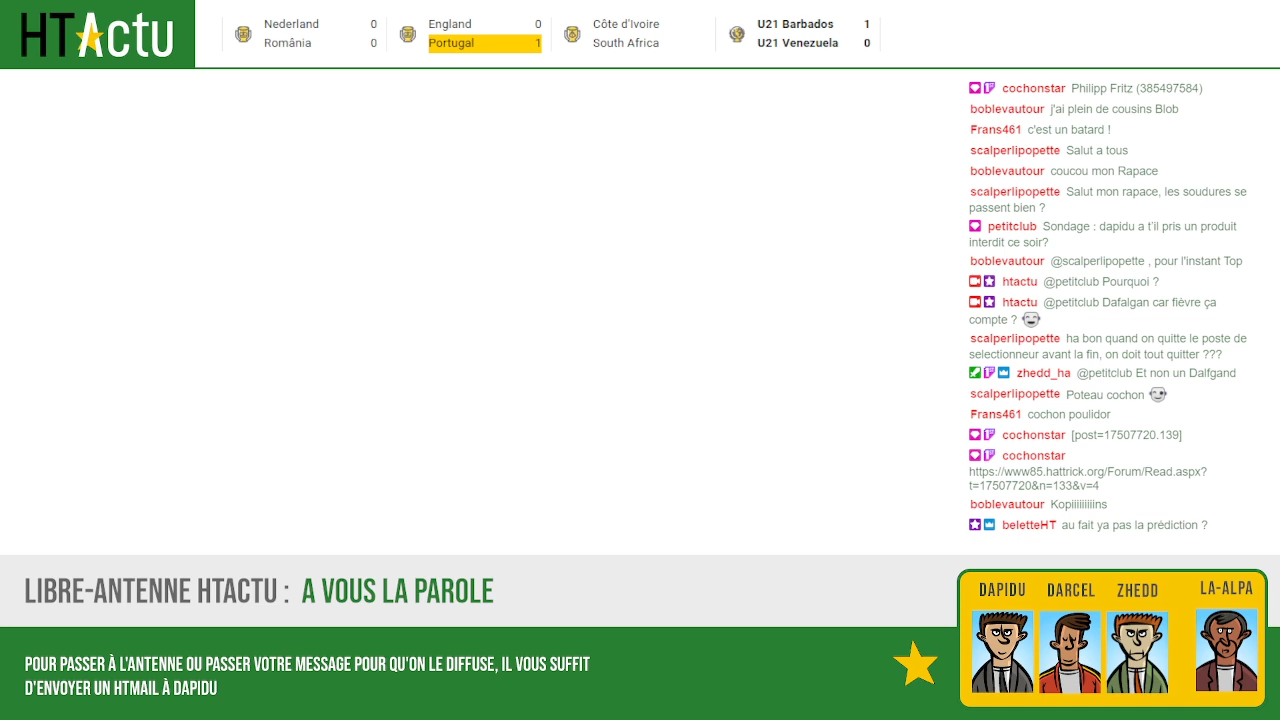 HTActu
Nederland 0
România 0
England 0
Portugal 1
Côte d'Ivoire
South Africa
U21 Barbados 1
U21 Venezuela 0
cochonstar Philipp Fritz (385497584)
boblevautour j'ai plein de cousins Blob
Frans461 c'est un batard !
scalperlipopette Salut a tous
boblevautour coucou mon Rapace
scalperlipopette Salut mon rapace, les soudures se
passent bien ?
petitclub Sondage : dapidu a t'il pris un produit
interdit ce soir?
boblevautour @scalperlipopette , pour l'instant Top
htactu @petitclub Pourquoi ?
htactu @petitclub Dafalgan car fièvre ça
compte ?
scalperlipopette ha bon quand on quitte le poste de
selectionneur avant la fin, on doit tout quitter ???
zhedd_ha @petitclub Et non un Dalfgand
scalperlipopette Poteau cochon
Frans461 cochon poulidor
cochonstar [post=17507720.139]
cochonstar
https://www85.hattrick.org/Forum/Read.aspx?
t=17507720&n=133&v=4
boblevautour Kopiiiiiiiiins
beletteHT au fait ya pas la prédiction ?
LIBRE-ANTENNE HTACTU : A VOUS LA PAROLE
DAPIDU DARCEL ZHEDD LA-ALPA
POUR PASSER À L'ANTENNE OU PASSER VOTRE MESSAGE POUR QU'ON LE DIFFUSE, IL VOUS SUFFIT
D'ENVOYER UN HTMAIL À DAPIDU